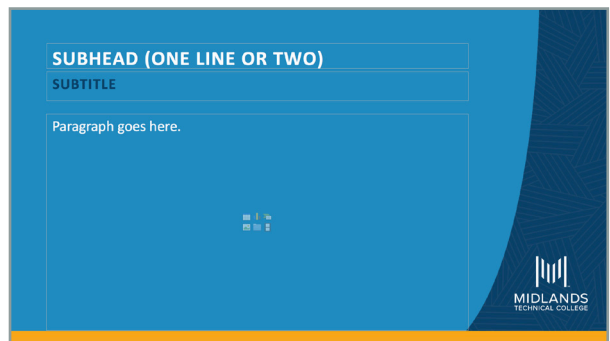 SUBHEAD (ONE LINE OR TWO)
SUBTITLE
Paragraph goes here.
MIDLANDS
TECHNICAL COLLEGE